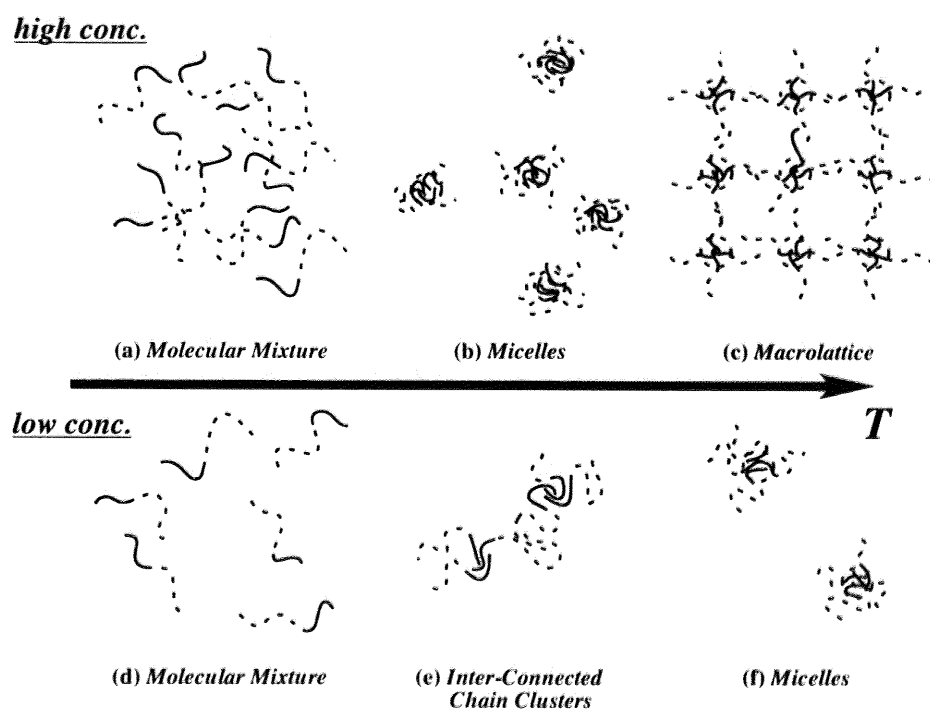 high conc.
(a) Molecular Mixture
(b) Micelles
(c) Macrolattice
low conc.
T
(d) Molecular Mixture
(e) Inter-Connected
Chain Clusters
(f) Micelles